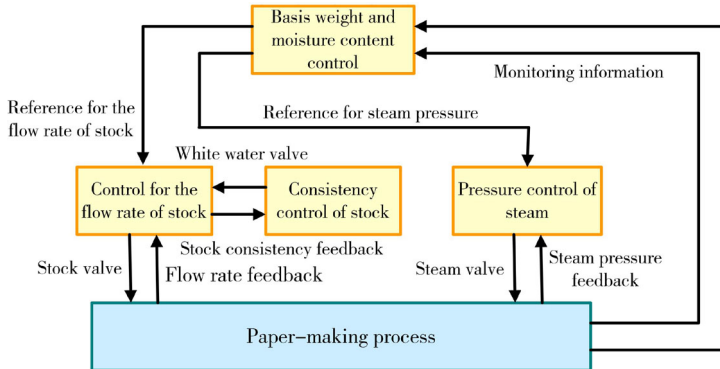 Basis weight and
moisture content
control
Monitoring information
Reference for the
flow rate of stock
Reference for steam pressure
White water valve
Control for the
flow rate of stock
Consistency
control of stock
Pressure control of
steam
Stock consistency feedback
Stock valve
Flow rate feedback
Steam valve
Steam pressure
feedback
Paper-making process